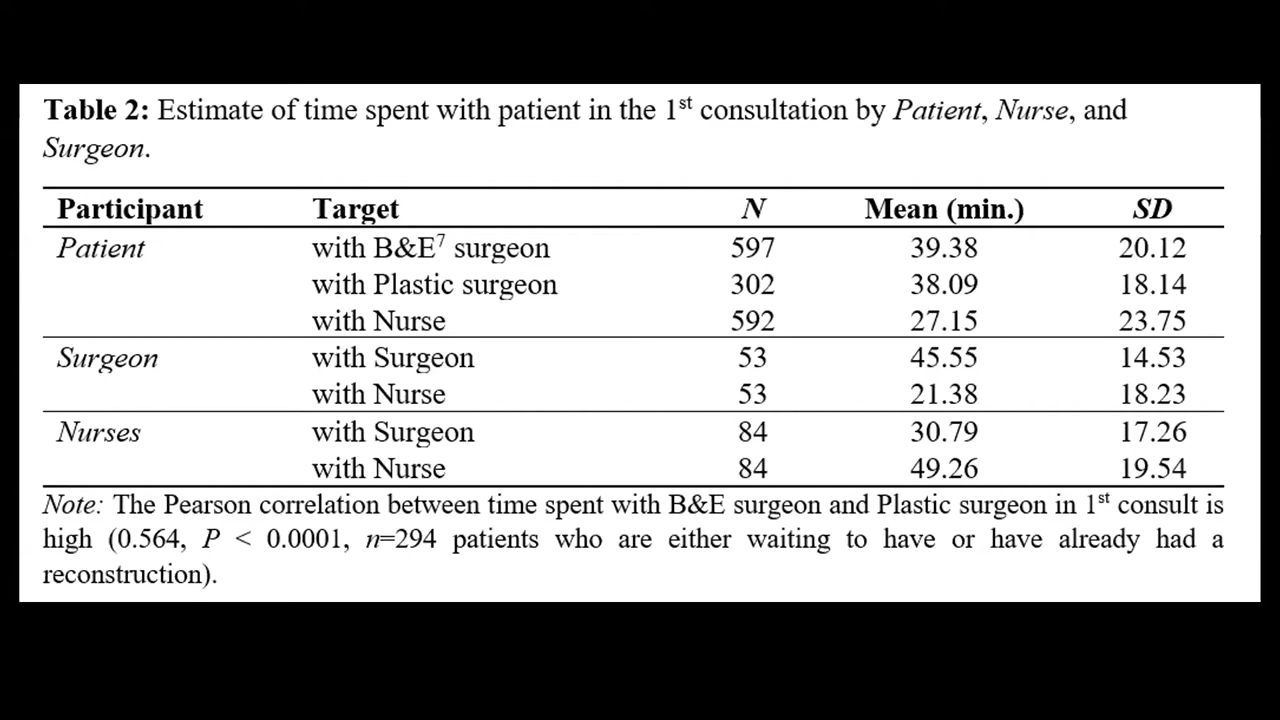 Table 2: Estimate of time spent with patient in the 1st consultation by Patient, Nurse, and
Surgeon.
Participant Target N Mean (min.) SD
Patient with B&E7 surgeon 597 39.38 20.12
with Plastic surgeon 302 38.09 18.14
with Nurse 592 27.15 23.75
Surgeon with Surgeon 53 45.55 14.53
with Nurse 53 21.38 18.23
Nurses with Surgeon 84 30.79 17.26
with Nurse 84 49.26 19.54
Note: The Pearson correlation between time spent with B&E surgeon and Plastic surgeon in 1st consult is
high (0.564, P < 0.0001, n=294 patients who are either waiting to have or have already had a
reconstruction).